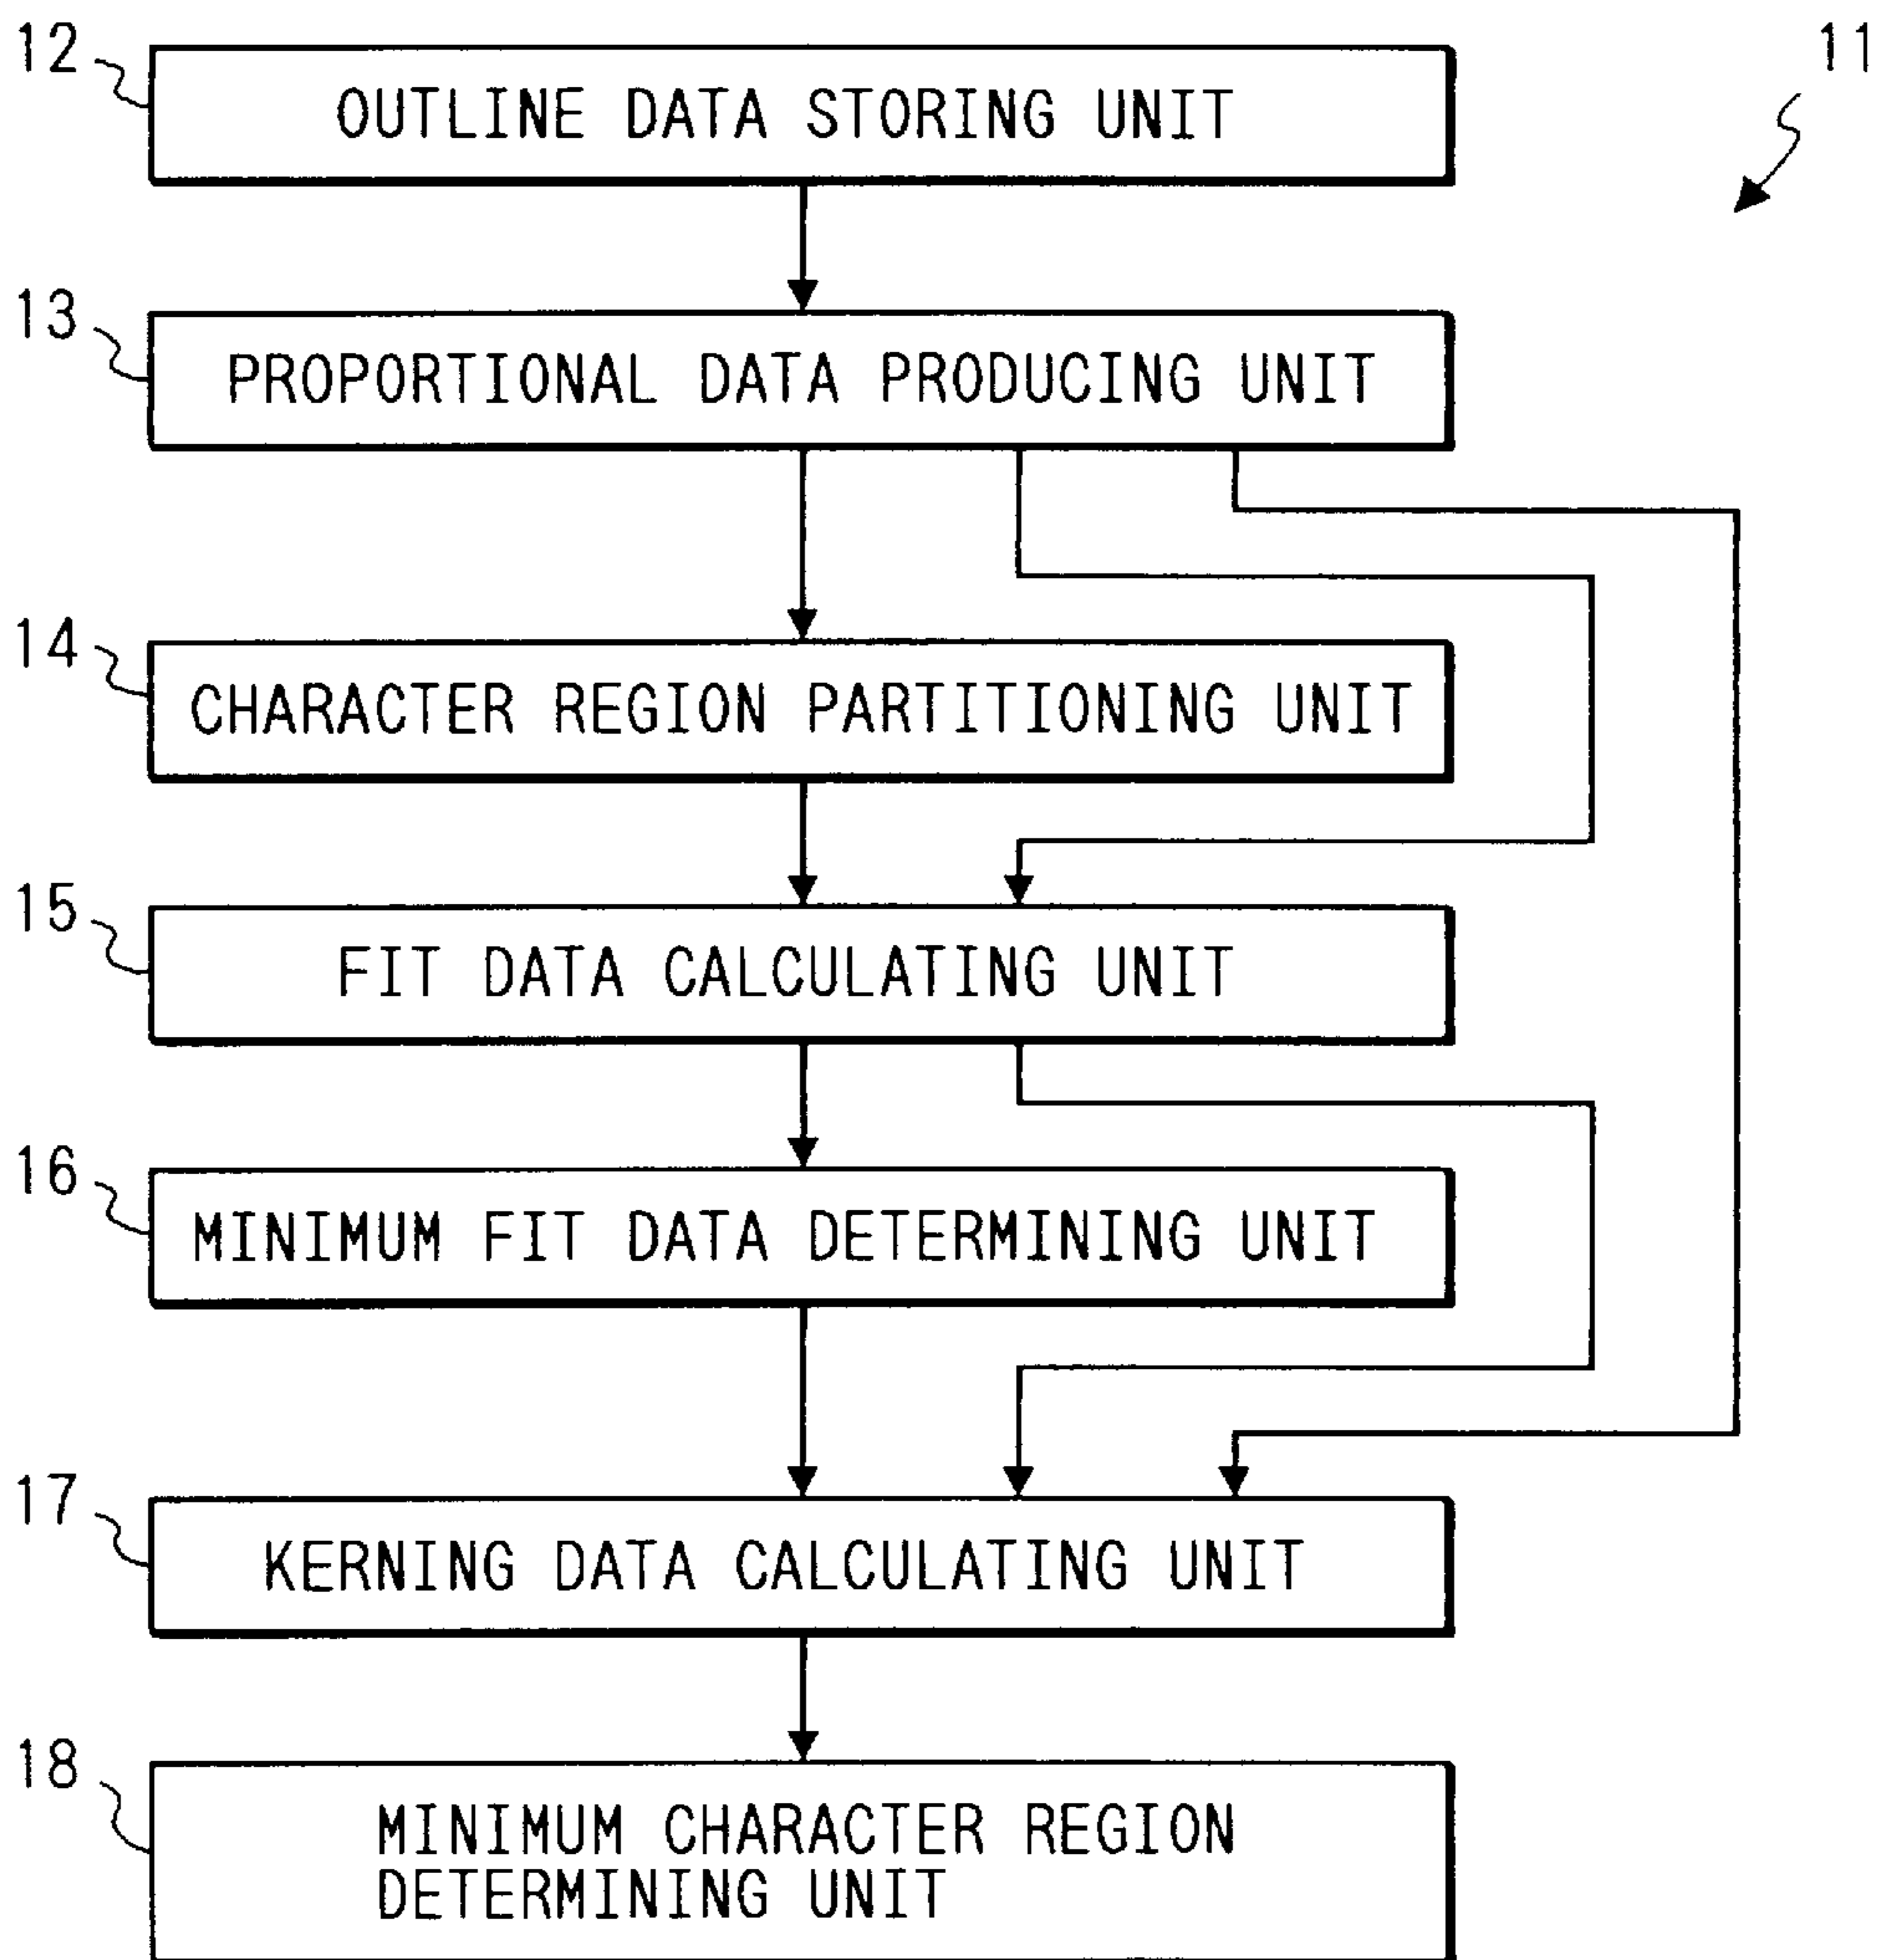 11
12
OUTLINE DATA STORING UNIT
13
PROPORTIONAL DATA PRODUCING UNIT
14
CHARACTER REGION PARTITIONING UNIT
15
FIT DATA CALCULATING UNIT
16
MINIMUM FIT DATA DETERMINING UNIT
17
KERNING DATA CALCULATING UNIT
18
MINIMUM CHARACTER REGION
DETERMINING UNIT